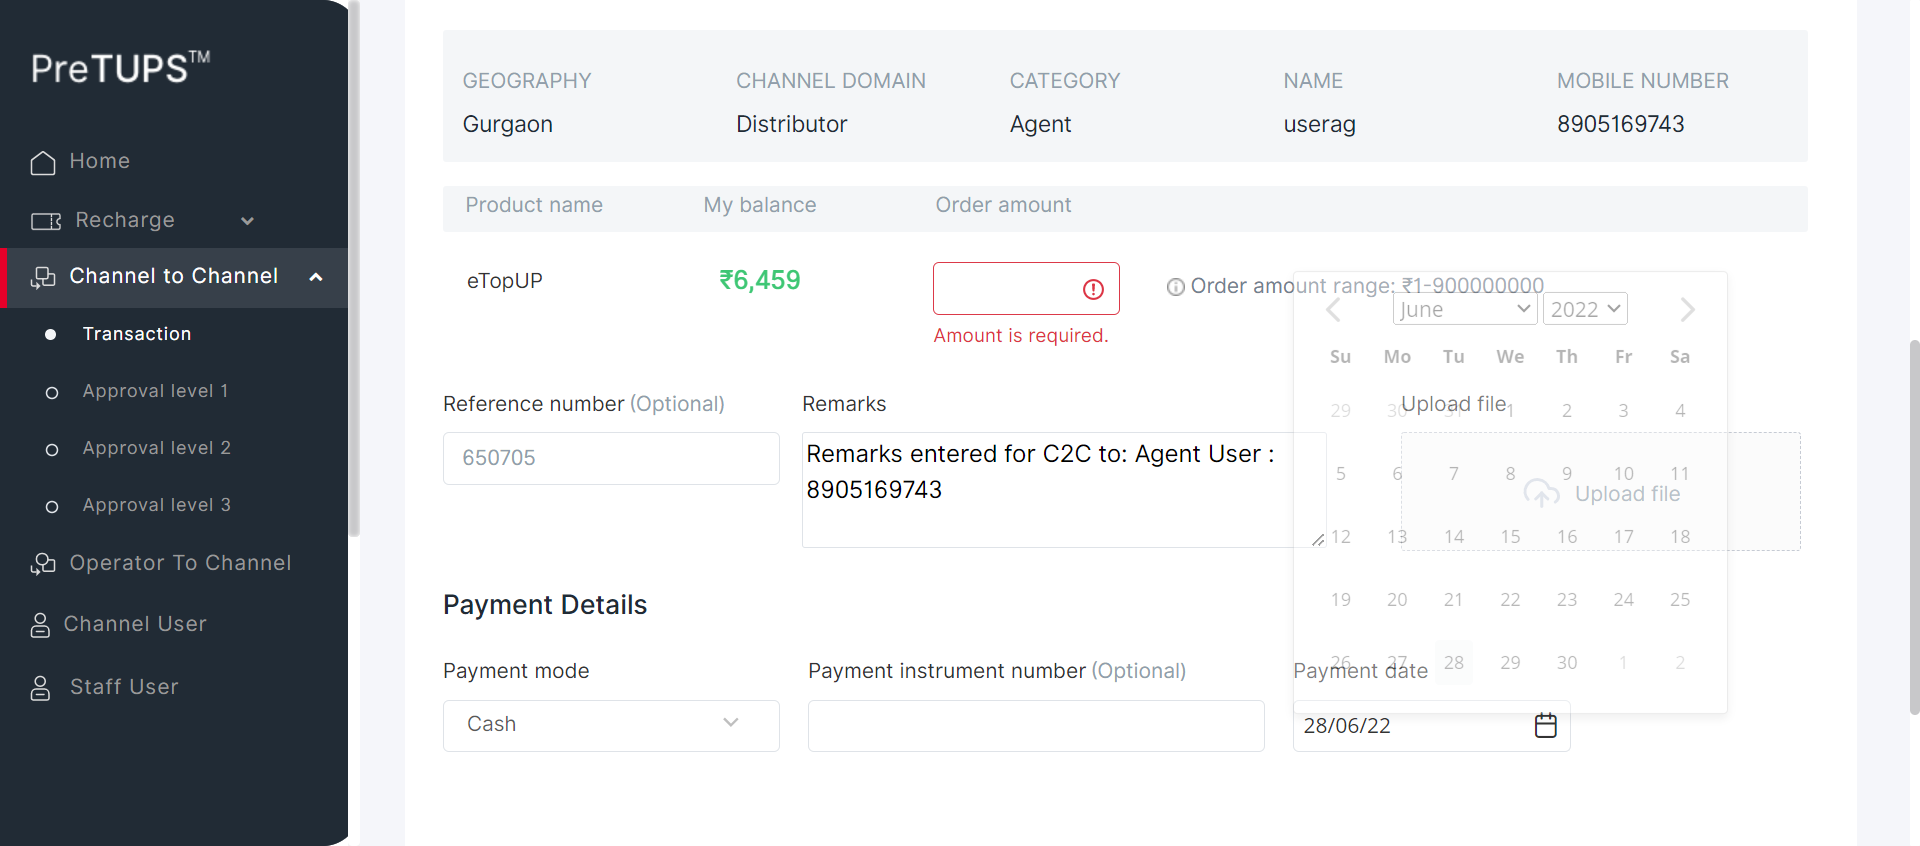 PreTUPS™
Home
Recharge
Channel to Channel
Transaction
Approval level 1
Approval level 2
Approval level 3
Operator To Channel
Channel User
Staff User
GEOGRAPHY CHANNEL DOMAIN CATEGORY NAME MOBILE NUMBER
Gurgaon Distributor Agent userag 8905169743
Product name My balance Order amount
eTopUP ₹6,459 Order amount range: ₹1-900000000
Amount is required.
June 2022
Su Mo Tu We Th Fr Sa
29 30 31 1 2 3 4
5 6 7 8 9 10 11
12 13 14 15 16 17 18
19 20 21 22 23 24 25
26 27 28 29 30 1 2
Reference number (Optional) Remarks Upload file
650705
Remarks entered for C2C to: Agent User :
8905169743
Upload file
Payment Details
Payment mode Payment instrument number (Optional) Payment date
Cash 28/06/22